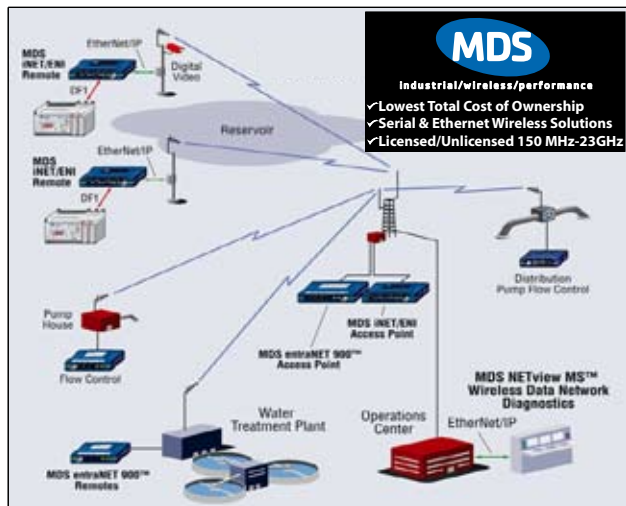 MDS
industrial/wireless/performance
✓Lowest Total Cost of Ownership
✓Serial & Ethernet Wireless Solutions
✓Licensed/Unlicensed 150 MHz-23GHz
MDS
iNET/ENI
Remote
EtherNet/IP
DF1
Digital
Video
Reservoir
MDS
iNET/ENI
Remote
EtherNet/IP
DF1
Distribution
Pump Flow Control
Pump
House
Flow Control
MDS iNET/ENI
Access Point
MDS entraNET 900™
Access Point
MDS NETview MS™
Wireless Data Network
Diagnostics
Water
Treatment Plant
Operations
Center
EtherNet/IP
MDS entraNET 900™
Remotes